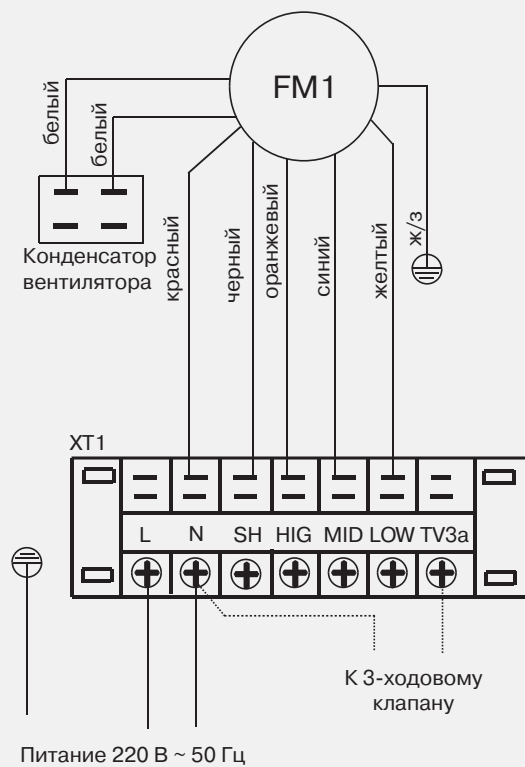 FM1
белый
белый
Конденсатор
вентилятора
красный
черный
оранжевый
синий
желтый
ж/з
XT1
L N SH HIG MID LOW TV3a
К 3-ходовому
клапану
Питание 220 В ~ 50 Гц